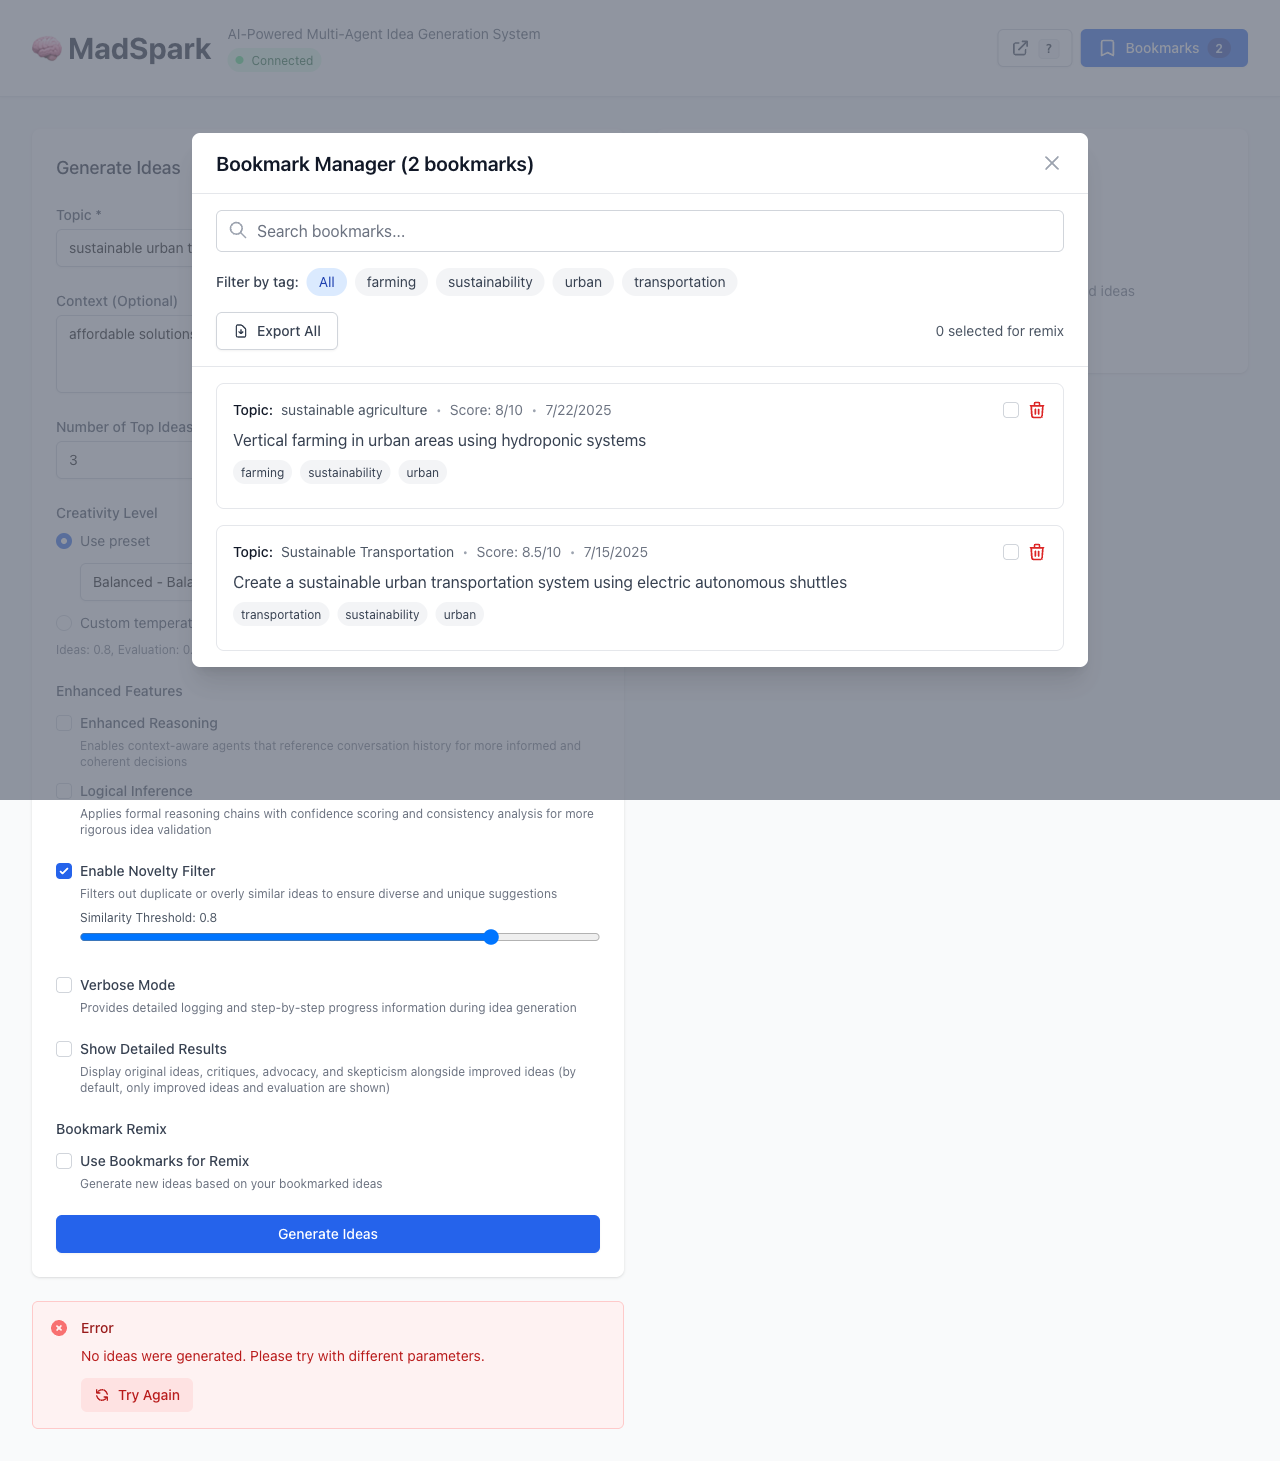 MadSpark
AI-Powered Multi-Agent Idea Generation System
Connected
?
Bookmarks 2
Generate Ideas
Topic *
sustainable urban t
Context (Optional)
affordable solutions
Number of Top Ideas
3
Creativity Level
Use preset
Balanced - Bala
Custom temperat
Ideas: 0.8, Evaluation: 0.
d ideas
Bookmark Manager (2 bookmarks)
Search bookmarks...
Filter by tag: All farming sustainability urban transportation
Export All
0 selected for remix
Topic: sustainable agriculture • Score: 8/10 • 7/22/2025
Vertical farming in urban areas using hydroponic systems
farming sustainability urban
Topic: Sustainable Transportation • Score: 8.5/10 • 7/15/2025
Create a sustainable urban transportation system using electric autonomous shuttles
transportation sustainability urban
Enhanced Features
Enhanced Reasoning
Enables context-aware agents that reference conversation history for more informed and
coherent decisions
Logical Inference
Applies formal reasoning chains with confidence scoring and consistency analysis for more
rigorous idea validation
Enable Novelty Filter
Filters out duplicate or overly similar ideas to ensure diverse and unique suggestions
Similarity Threshold: 0.8
Verbose Mode
Provides detailed logging and step-by-step progress information during idea generation
Show Detailed Results
Display original ideas, critiques, advocacy, and skepticism alongside improved ideas (by
default, only improved ideas and evaluation are shown)
Bookmark Remix
Use Bookmarks for Remix
Generate new ideas based on your bookmarked ideas
Generate Ideas
Error
No ideas were generated. Please try with different parameters.
Try Again